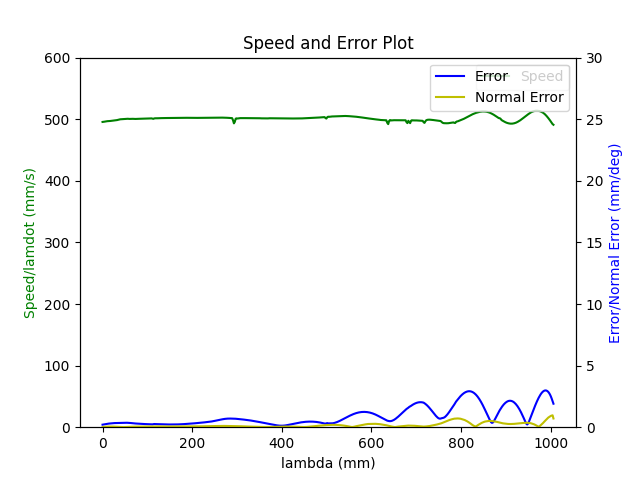 Speed and Error Plot
600
500
400
300
200
100
0
30
25
20
15
10
5
0
Error
Speed
Normal Error
Speed/lamdot (mm/s)
Error/Normal Error (mm/deg)
0
200
400
600
800
1000
lambda (mm)